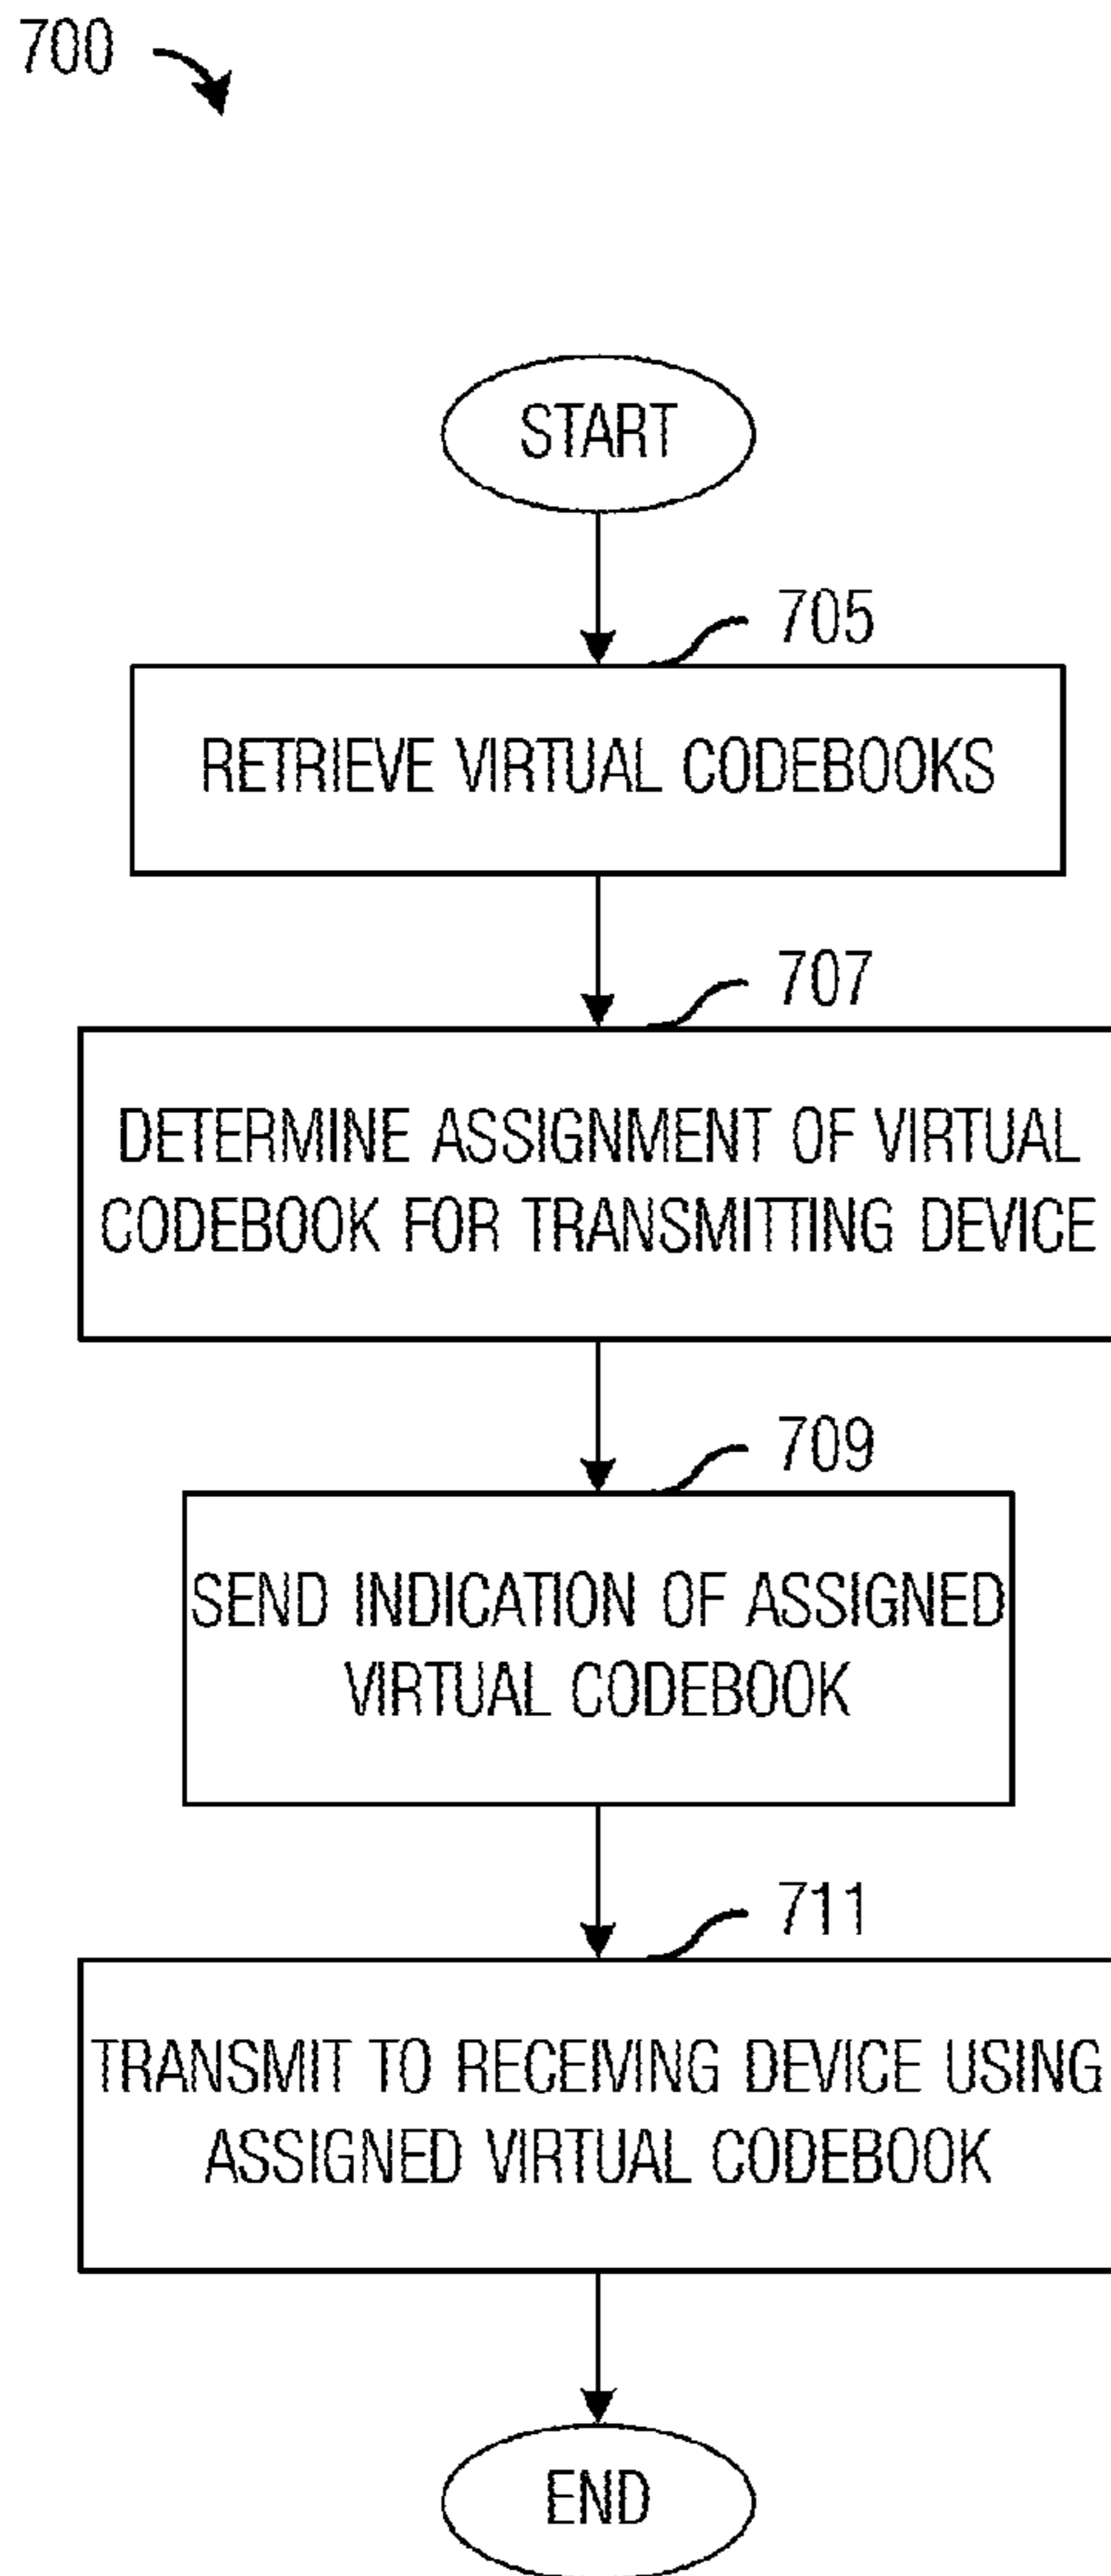 700
START
705
RETRIEVE VIRTUAL CODEBOOKS
707
DETERMINE ASSIGNMENT OF VIRTUAL
CODEBOOK FOR TRANSMITTING DEVICE
709
SEND INDICATION OF ASSIGNED
VIRTUAL CODEBOOK
711
TRANSMIT TO RECEIVING DEVICE USING
ASSIGNED VIRTUAL CODEBOOK
END